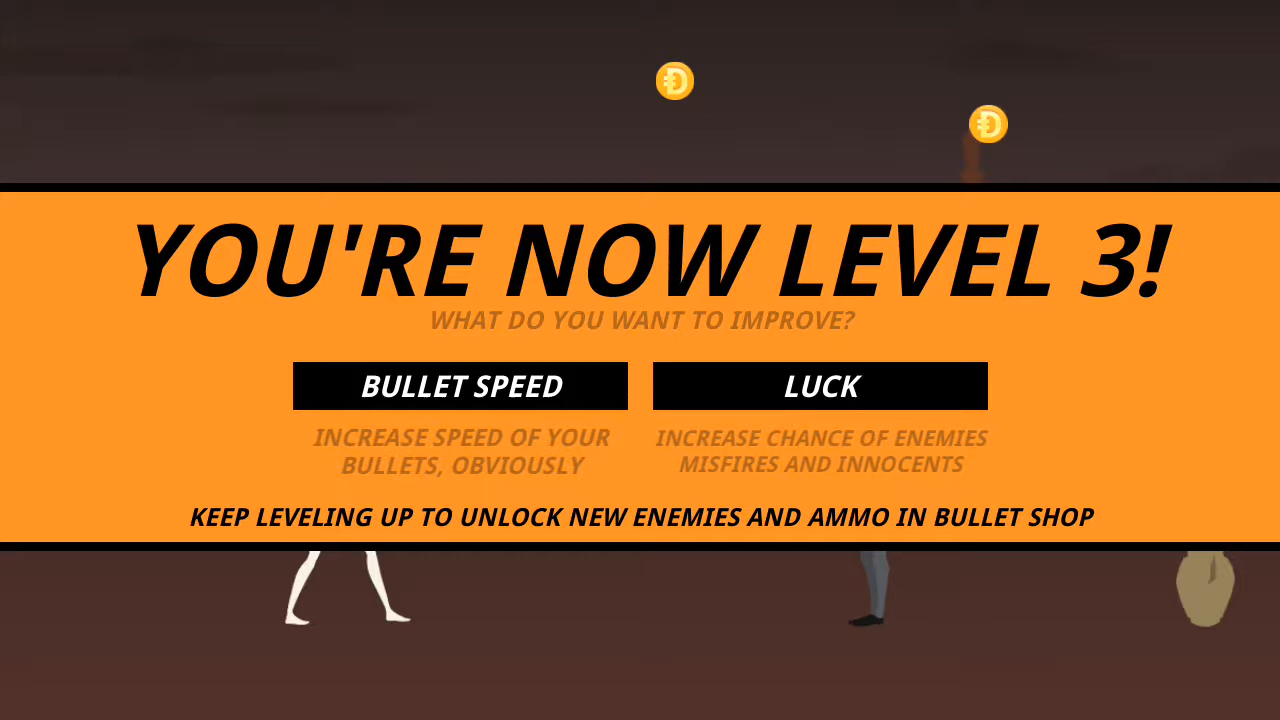 YOU'RE NOW LEVEL 3!
WHAT DO YOU WANT TO IMPROVE?
BULLET SPEED
INCREASE SPEED OF YOUR
BULLETS, OBVIOUSLY
LUCK
INCREASE CHANCE OF ENEMIES
MISFIRES AND INNOCENTS
KEEP LEVELING UP TO UNLOCK NEW ENEMIES AND AMMO IN BULLET SHOP